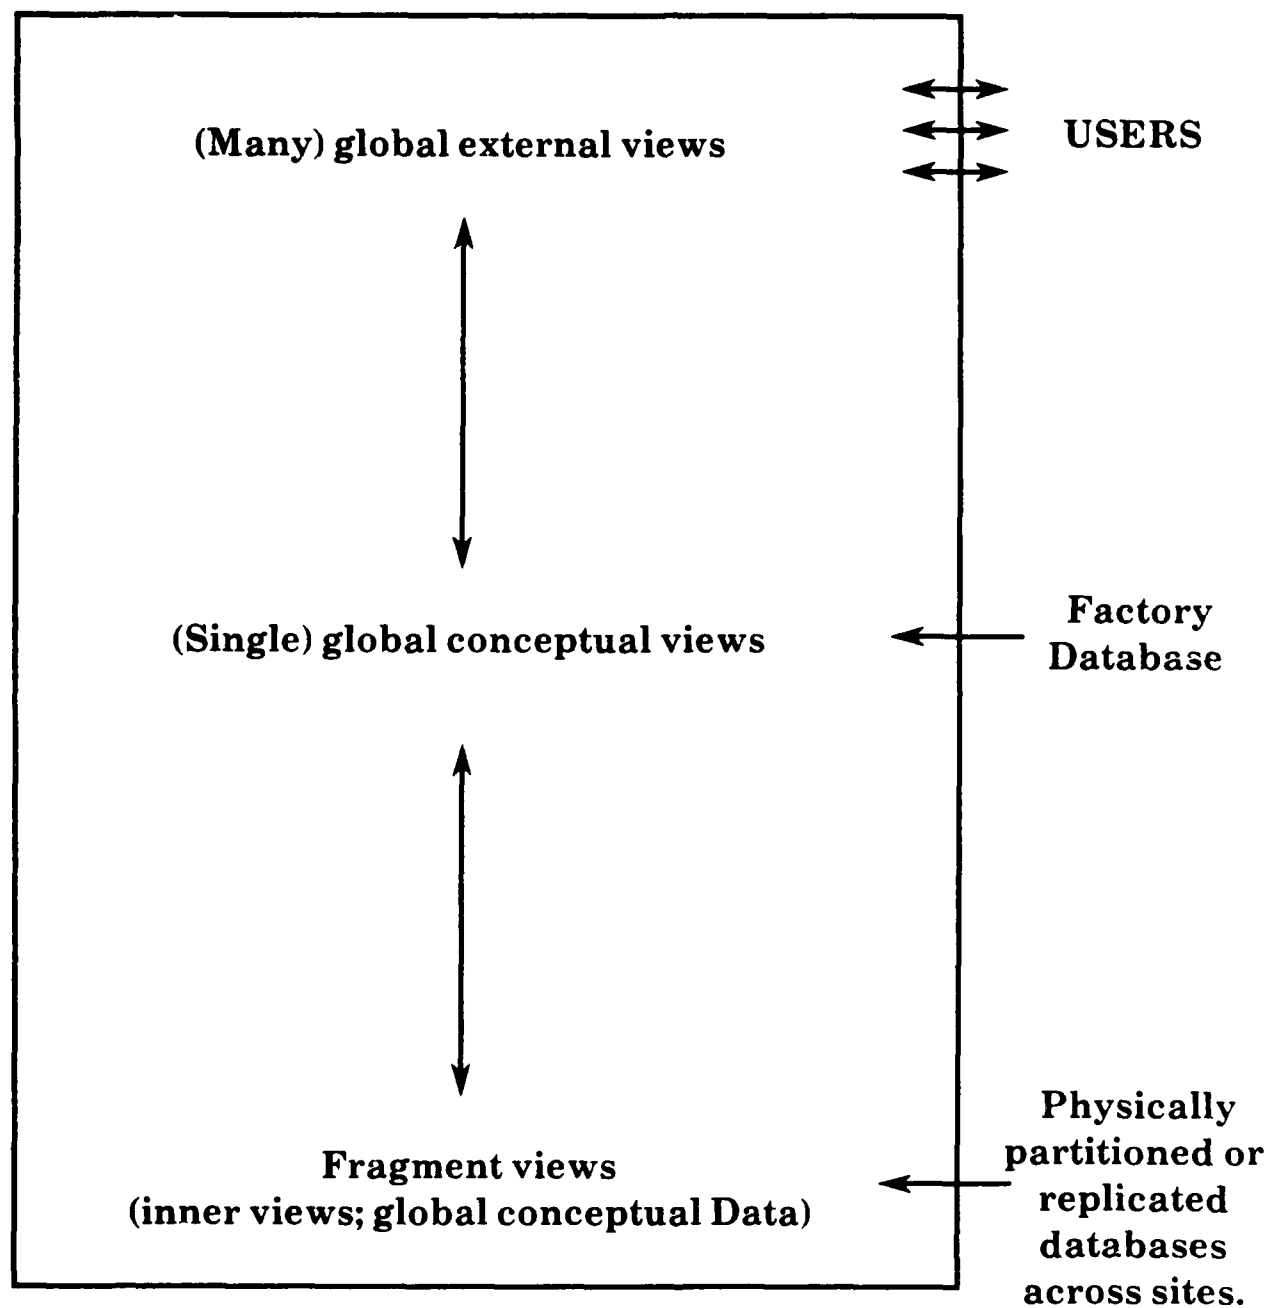 (Many) global external views
USERS
(Single) global conceptual views
Factory
Database
Fragment views
(inner views; global conceptual Data)
Physically
partitioned or
replicated
databases
across sites.